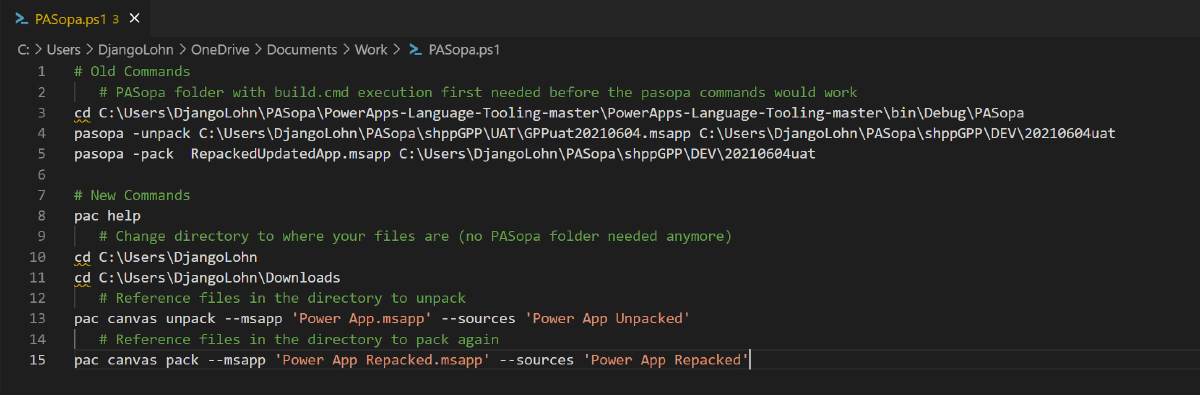 PASopa.ps1 3
C: > Users > DjangoLohn > OneDrive > Documents > Work > PASopa.ps1
1 # Old Commands
2 # PASopa folder with build.cmd execution first needed before the pasopa commands would work
3 cd C:\Users\DjangoLohn\PASopa\PowerApps-Language-Tooling-master\PowerApps-Language-Tooling-master\bin\Debug\PASopa
4 pasopa -unpack C:\Users\DjangoLohn\PASopa\shppGPP\UAT\GPPuat20210604.msapp C:\Users\DjangoLohn\PASopa\shppGPP\DEV\20210604uat
5 pasopa -pack  RepackedUpdatedApp.msapp C:\Users\DjangoLohn\PASopa\shppGPP\DEV\20210604uat
6
7 # New Commands
8 pac help
9 # Change directory to where your files are (no PASopa folder needed anymore)
10 cd C:\Users\DjangoLohn
11 cd C:\Users\DjangoLohn\Downloads
12 # Reference files in the directory to unpack
13 pac canvas unpack --msapp 'Power App.msapp' --sources 'Power App Unpacked'
14 # Reference files in the directory to pack again
15 pac canvas pack --msapp 'Power App Repacked.msapp' --sources 'Power App Repacked'